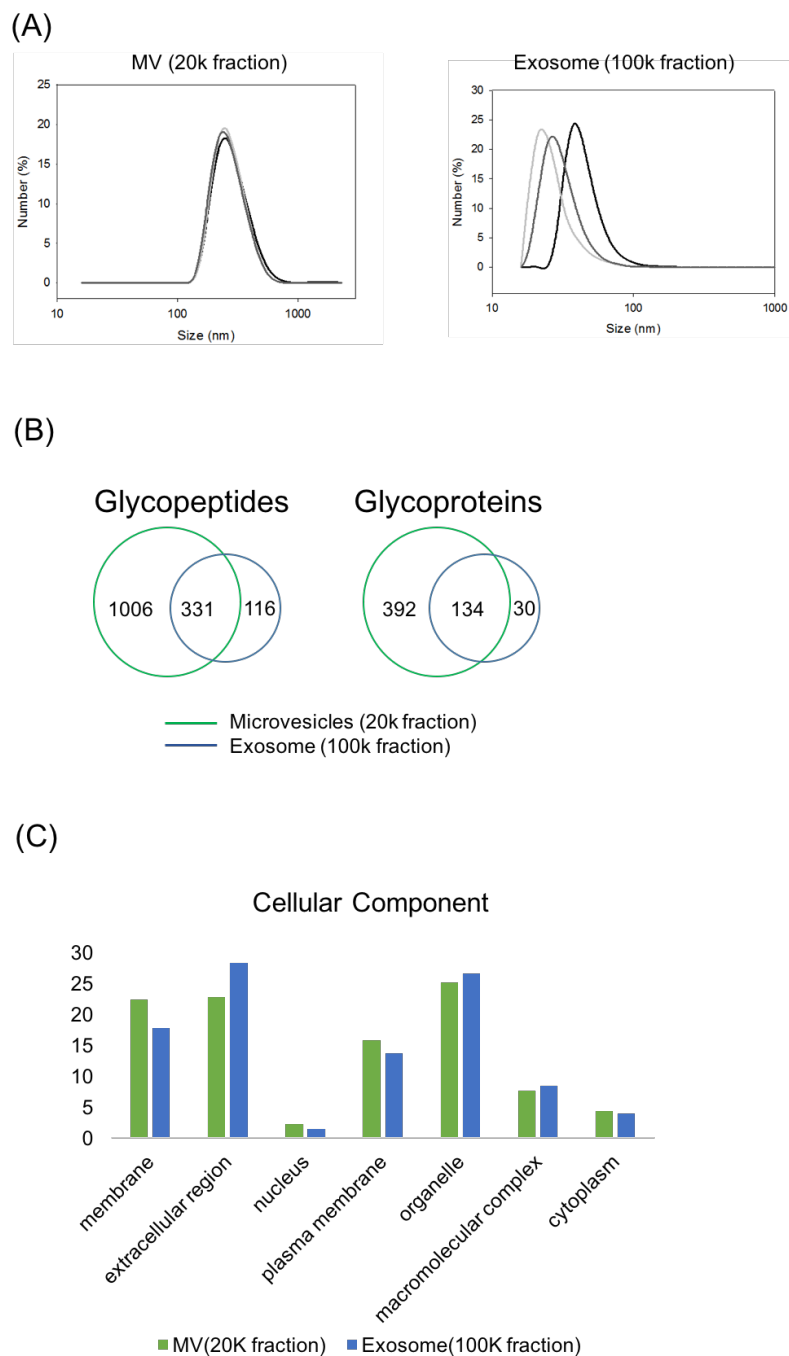 (A)
MV (20k fraction)
25
20
15
10
5
0
Number (%)
10
100
1000
Size (nm)
Exosome (100k fraction)
30
25
20
15
10
5
0
Number (%)
10
100
1000
Size (nm)
(B)
Glycopeptides
1006
331
116
Glycoproteins
392
134
30
Microvesicles (20k fraction)
Exosome (100k fraction)
(C)
Cellular Component
30
25
20
15
10
5
0
membrane
extracellular region
nucleus
plasma membrane
organelle
macromolecular complex
cytoplasm
MV(20K fraction)
Exosome(100K fraction)